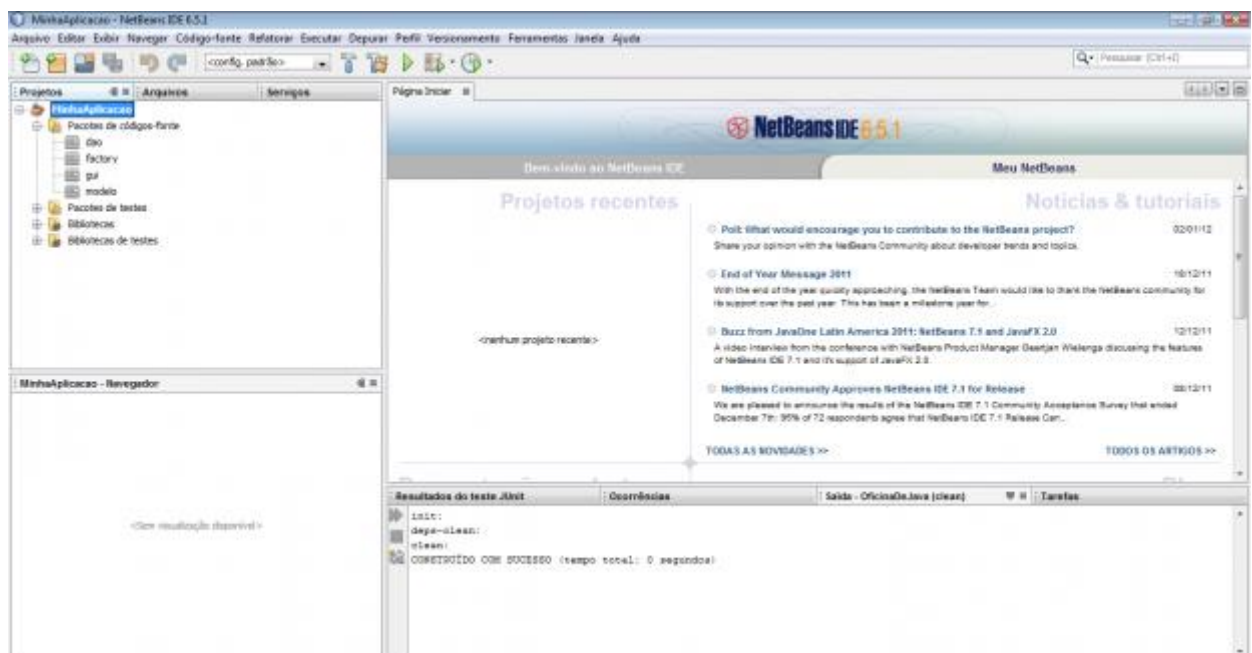 MinhaAplicacao - NetBeans IDE 6.5.1
Arquivo Editar Exibir Navegar Código-fonte Refatorar Executar Depurar Perfil Versionamento Ferramentas Janela Ajuda
<config. padrão>
Pesquisar (Ctrl+I)
Projetos
Arquivos
Serviços
MinhaAplicacao
Pacotes de códigos-fonte
dao
factory
gui
modelo
Pacotes de testes
Bibliotecas
Bibliotecas de testes
MinhaAplicacao - Navegador
<Sem visualização disponível>
Página Iniciar
NetBeans IDE 6.5.1
Bem-vindo ao NetBeans IDE
Meu NetBeans
Projetos recentes
<nenhum projeto recente>
Notícias & tutoriais
Poll: What would encourage you to contribute to the NetBeans project? 02/01/12
Share your opinion with the NetBeans Community about developer trends and topics.
End of Year Message 2011
With the end of the year quickly approaching, the NetBeans Team would like to thank the NetBeans community for
its support over the past year. This has been a milestone year for...
Buzz from JavaOne Latin America 2011: NetBeans 7.1 and JavaFX 2.0 12/12/11
A video interview from the conference with NetBeans Product Manager Geertjan Wielenga discussing the features
of NetBeans IDE 7.1 and it's support of JavaFX 2.0.
NetBeans Community Approves NetBeans IDE 7.1 for Release
We are pleased to announce the results of the NetBeans IDE 7.1 Community Acceptance Survey that ended
December 7th: 95% of 72 respondents agree that NetBeans IDE 7.1 Release Can...
TODAS AS NOVIDADES >>
TODOS OS ARTIGOS >>
Resultados do teste JUnit
Ocorrências
Saída - OficinaDeJava (clean)
Tarefas
init:
deps-clean:
clean:
CONSTRUÍDO COM SUCESSO (tempo total: 0 segundos)